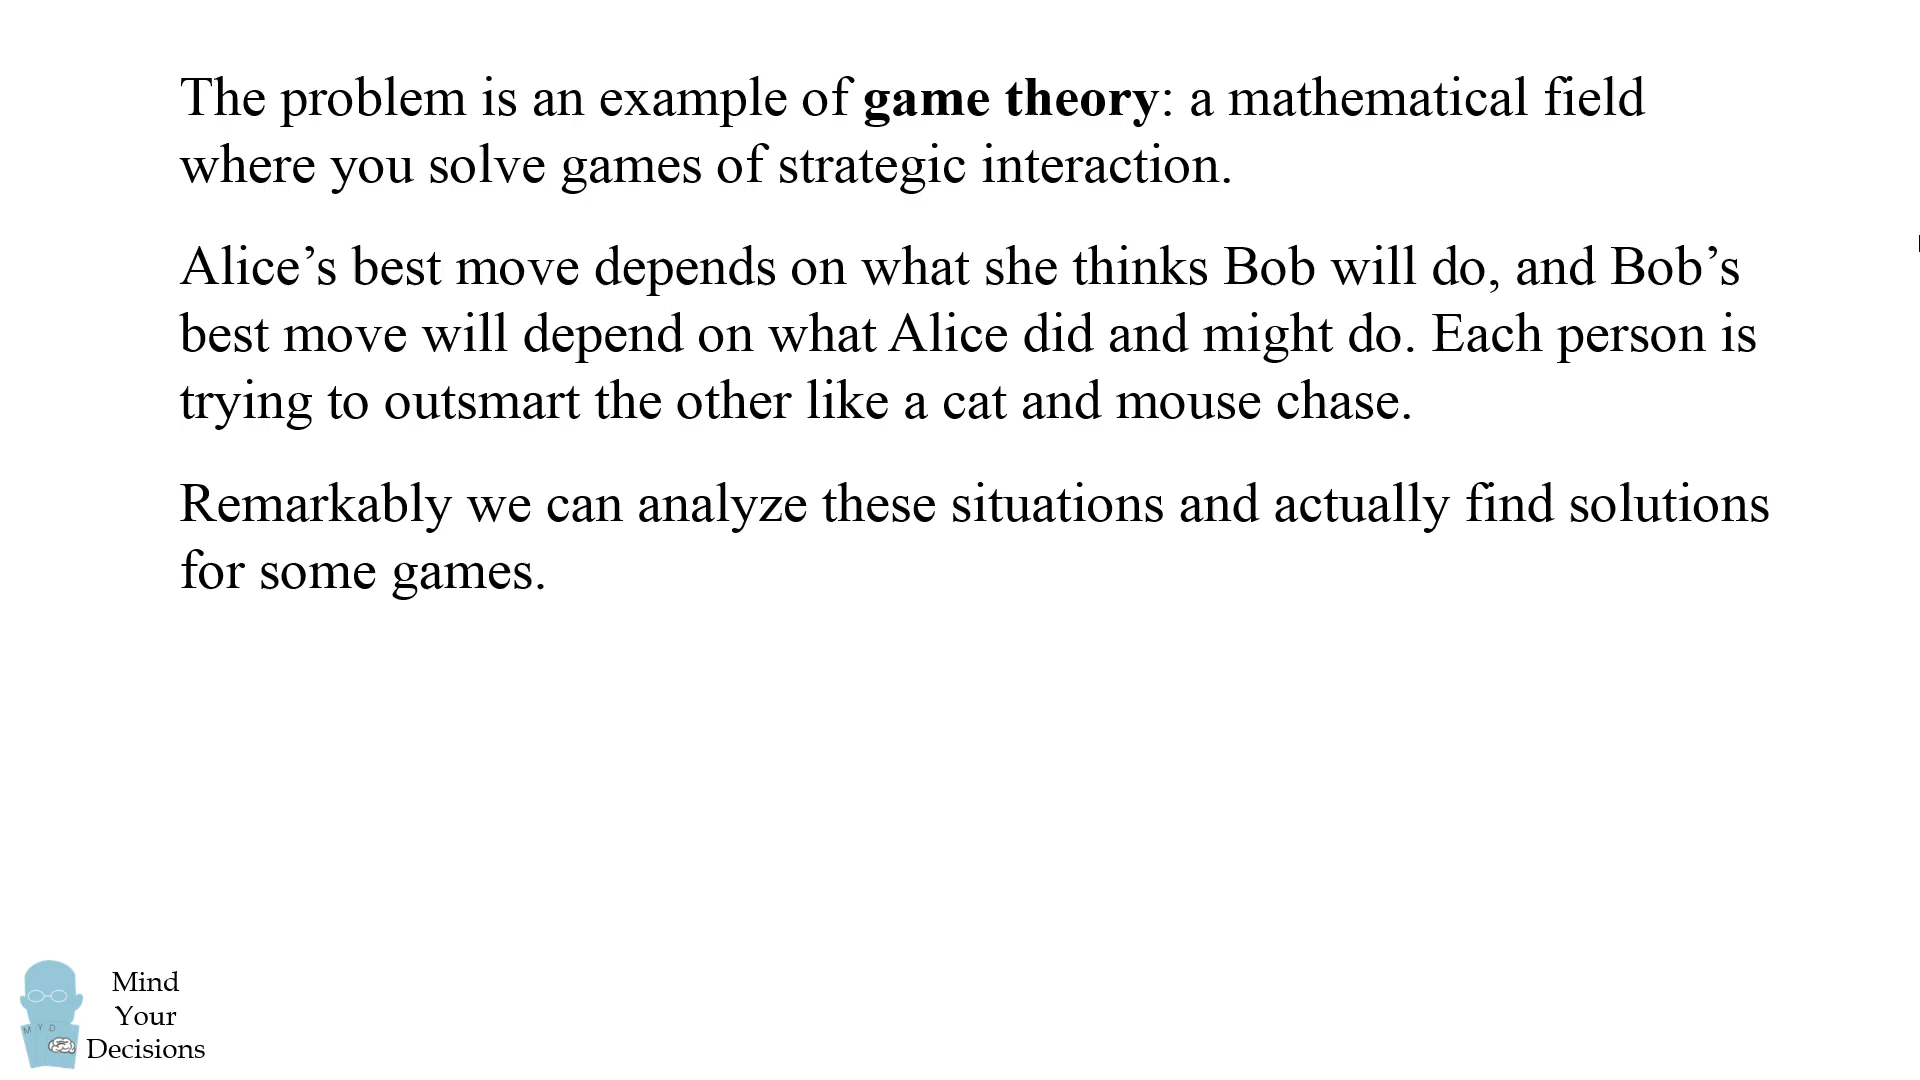 The problem is an example of game theory: a mathematical field
where you solve games of strategic interaction.
Alice’s best move depends on what she thinks Bob will do, and Bob’s
best move will depend on what Alice did and might do. Each person is
trying to outsmart the other like a cat and mouse chase.
Remarkably we can analyze these situations and actually find solutions
for some games.
M Y D
Mind
Your
Decisions